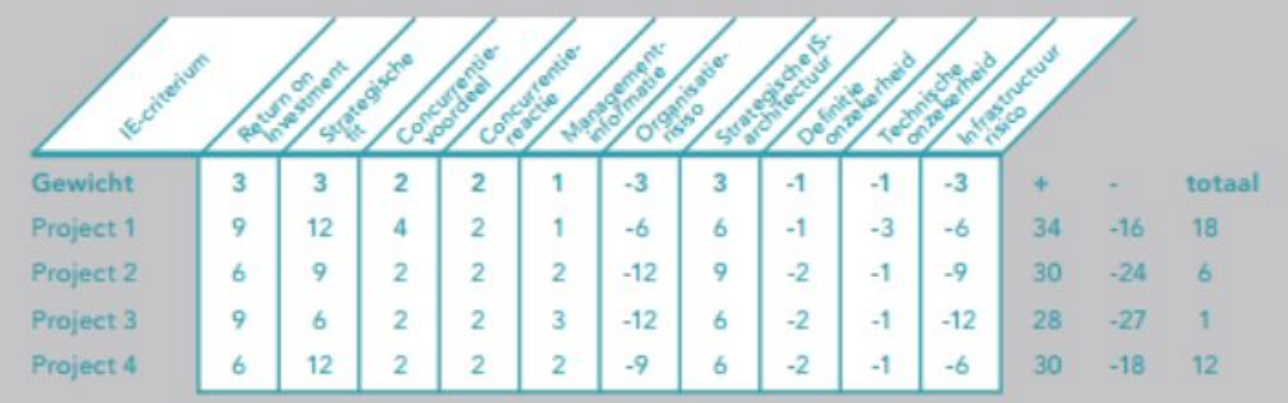 IE-criterium
Return on
Investment
Strategische
fit
Concurrentie-
voordeel
Concurrentie-
reactie
Management-
informatie
Organisatie-
risiso
Strategische IS-
architectuur
Definitie
onzekerheid
Technische
onzekerheid
Infrastructuur
risico
Gewicht 3 3 2 2 1 -3 3 -1 -1 -3 + - totaal
Project 1 9 12 4 2 1 -6 6 -1 -3 -6 34 -16 18
Project 2 6 9 2 2 2 -12 9 -2 -1 -9 30 -24 6
Project 3 9 6 2 2 3 -12 6 -2 -1 -12 28 -27 1
Project 4 6 12 2 2 2 -9 6 -2 -1 -6 30 -18 12